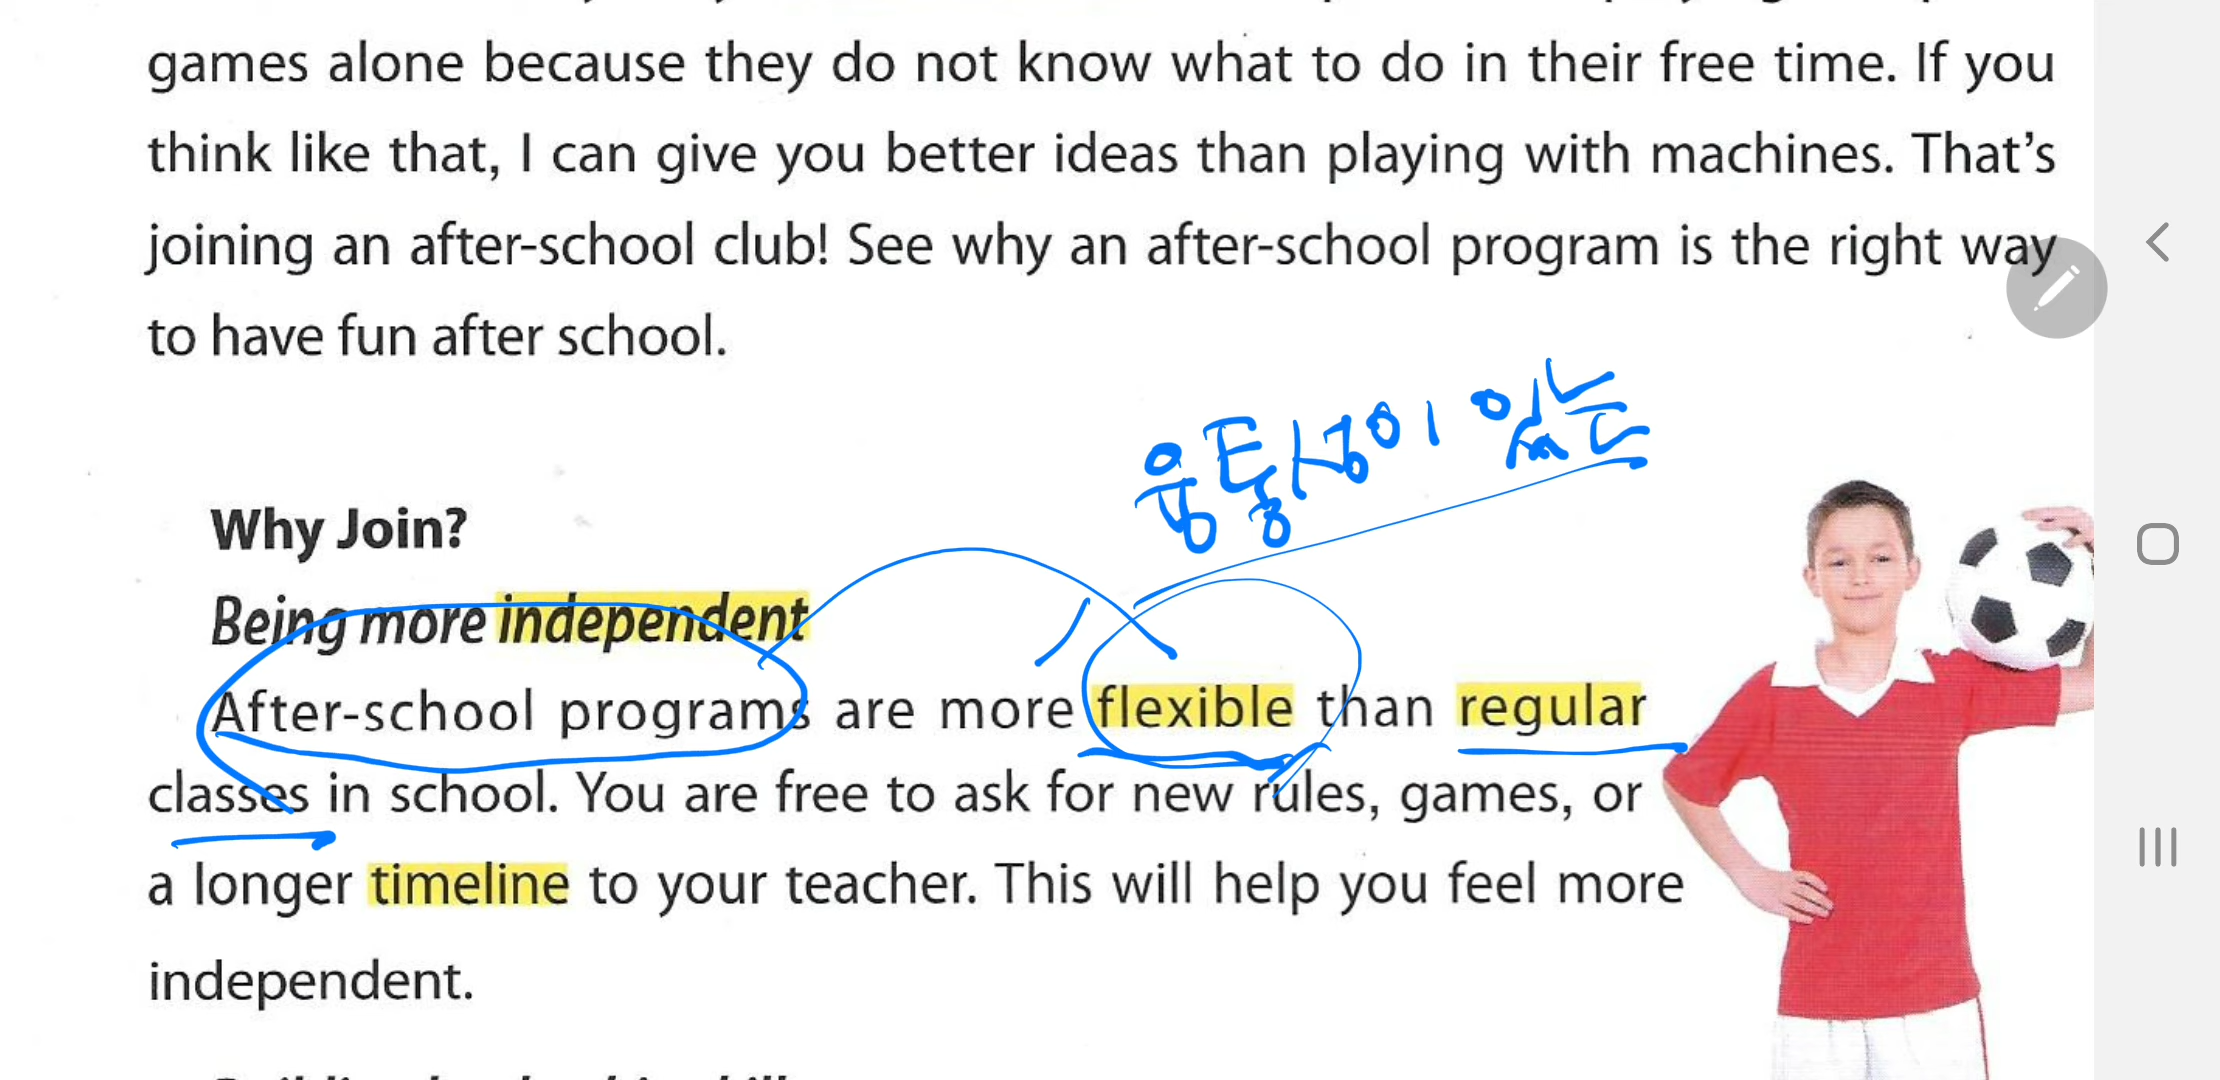 games alone because they do not know what to do in their free time. If you
think like that, I can give you better ideas than playing with machines. That's
joining an after-school club! See why an after-school program is the right way
to have fun after school.
융통성이 있는
Why Join?
Being more independent
After-school programs are more flexible than regular
classes in school. You are free to ask for new rules, games, or
a longer timeline to your teacher. This will help you feel more
independent.